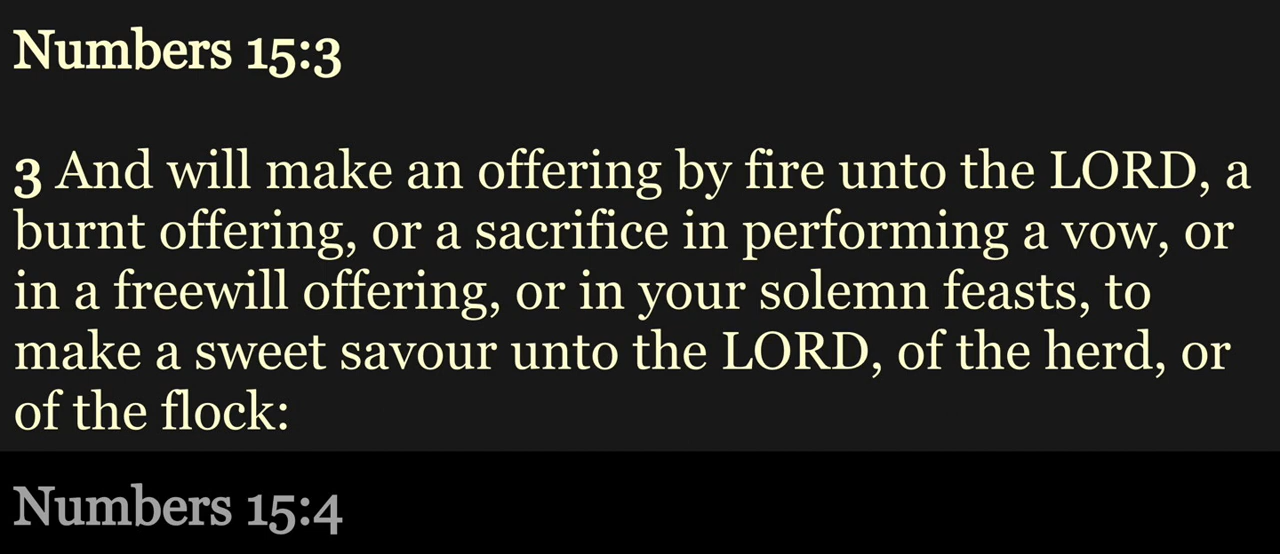 Numbers 15:3
3 And will make an offering by fire unto the LORD, a
burnt offering, or a sacrifice in performing a vow, or
in a freewill offering, or in your solemn feasts, to
make a sweet savour unto the LORD, of the herd, or
of the flock:
Numbers 15:4